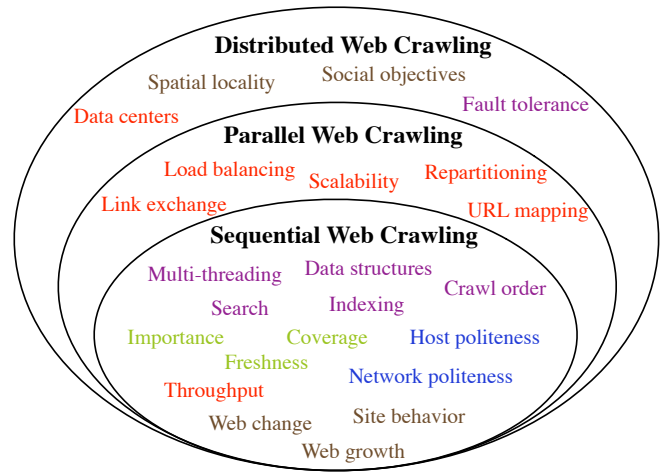 Distributed Web Crawling
Spatial locality
Social objectives
Data centers
Fault tolerance
Parallel Web Crawling
Load balancing
Scalability
Repartitioning
Link exchange
URL mapping
Sequential Web Crawling
Multi-threading
Data structures
Crawl order
Search
Indexing
Importance
Coverage
Host politeness
Freshness
Throughput
Network politeness
Web change
Site behavior
Web growth